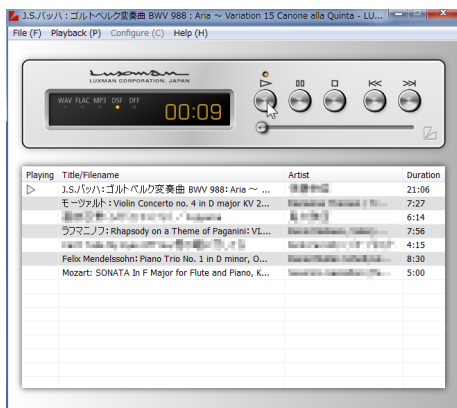 J.S.バッハ : ゴルトベルク変奏曲 BWV 988 : Aria ～ Variation 15 Canone alla Quinta - LU...
File (F) Playback (P) Configure (C) Help (H)
Luxman
LUXMAN CORPORATION, JAPAN
WAV FLAC MP3 DSF DFF
00:09
Playing Title/Filename Artist Duration
J.S.バッハ：ゴルトベルク変奏曲 BWV 988: Aria ～ ... 21:06
モーツァルト：Violin Concerto no. 4 in D major KV 2... 7:27
6:14
ラフマニノフ：Rhapsody on a Theme of Paganini: VI.... 7:56
4:15
Felix Mendelssohn: Piano Trio No. 1 in D minor, O... 8:30
Mozart: SONATA In F Major for Flute and Piano, K... 5:00